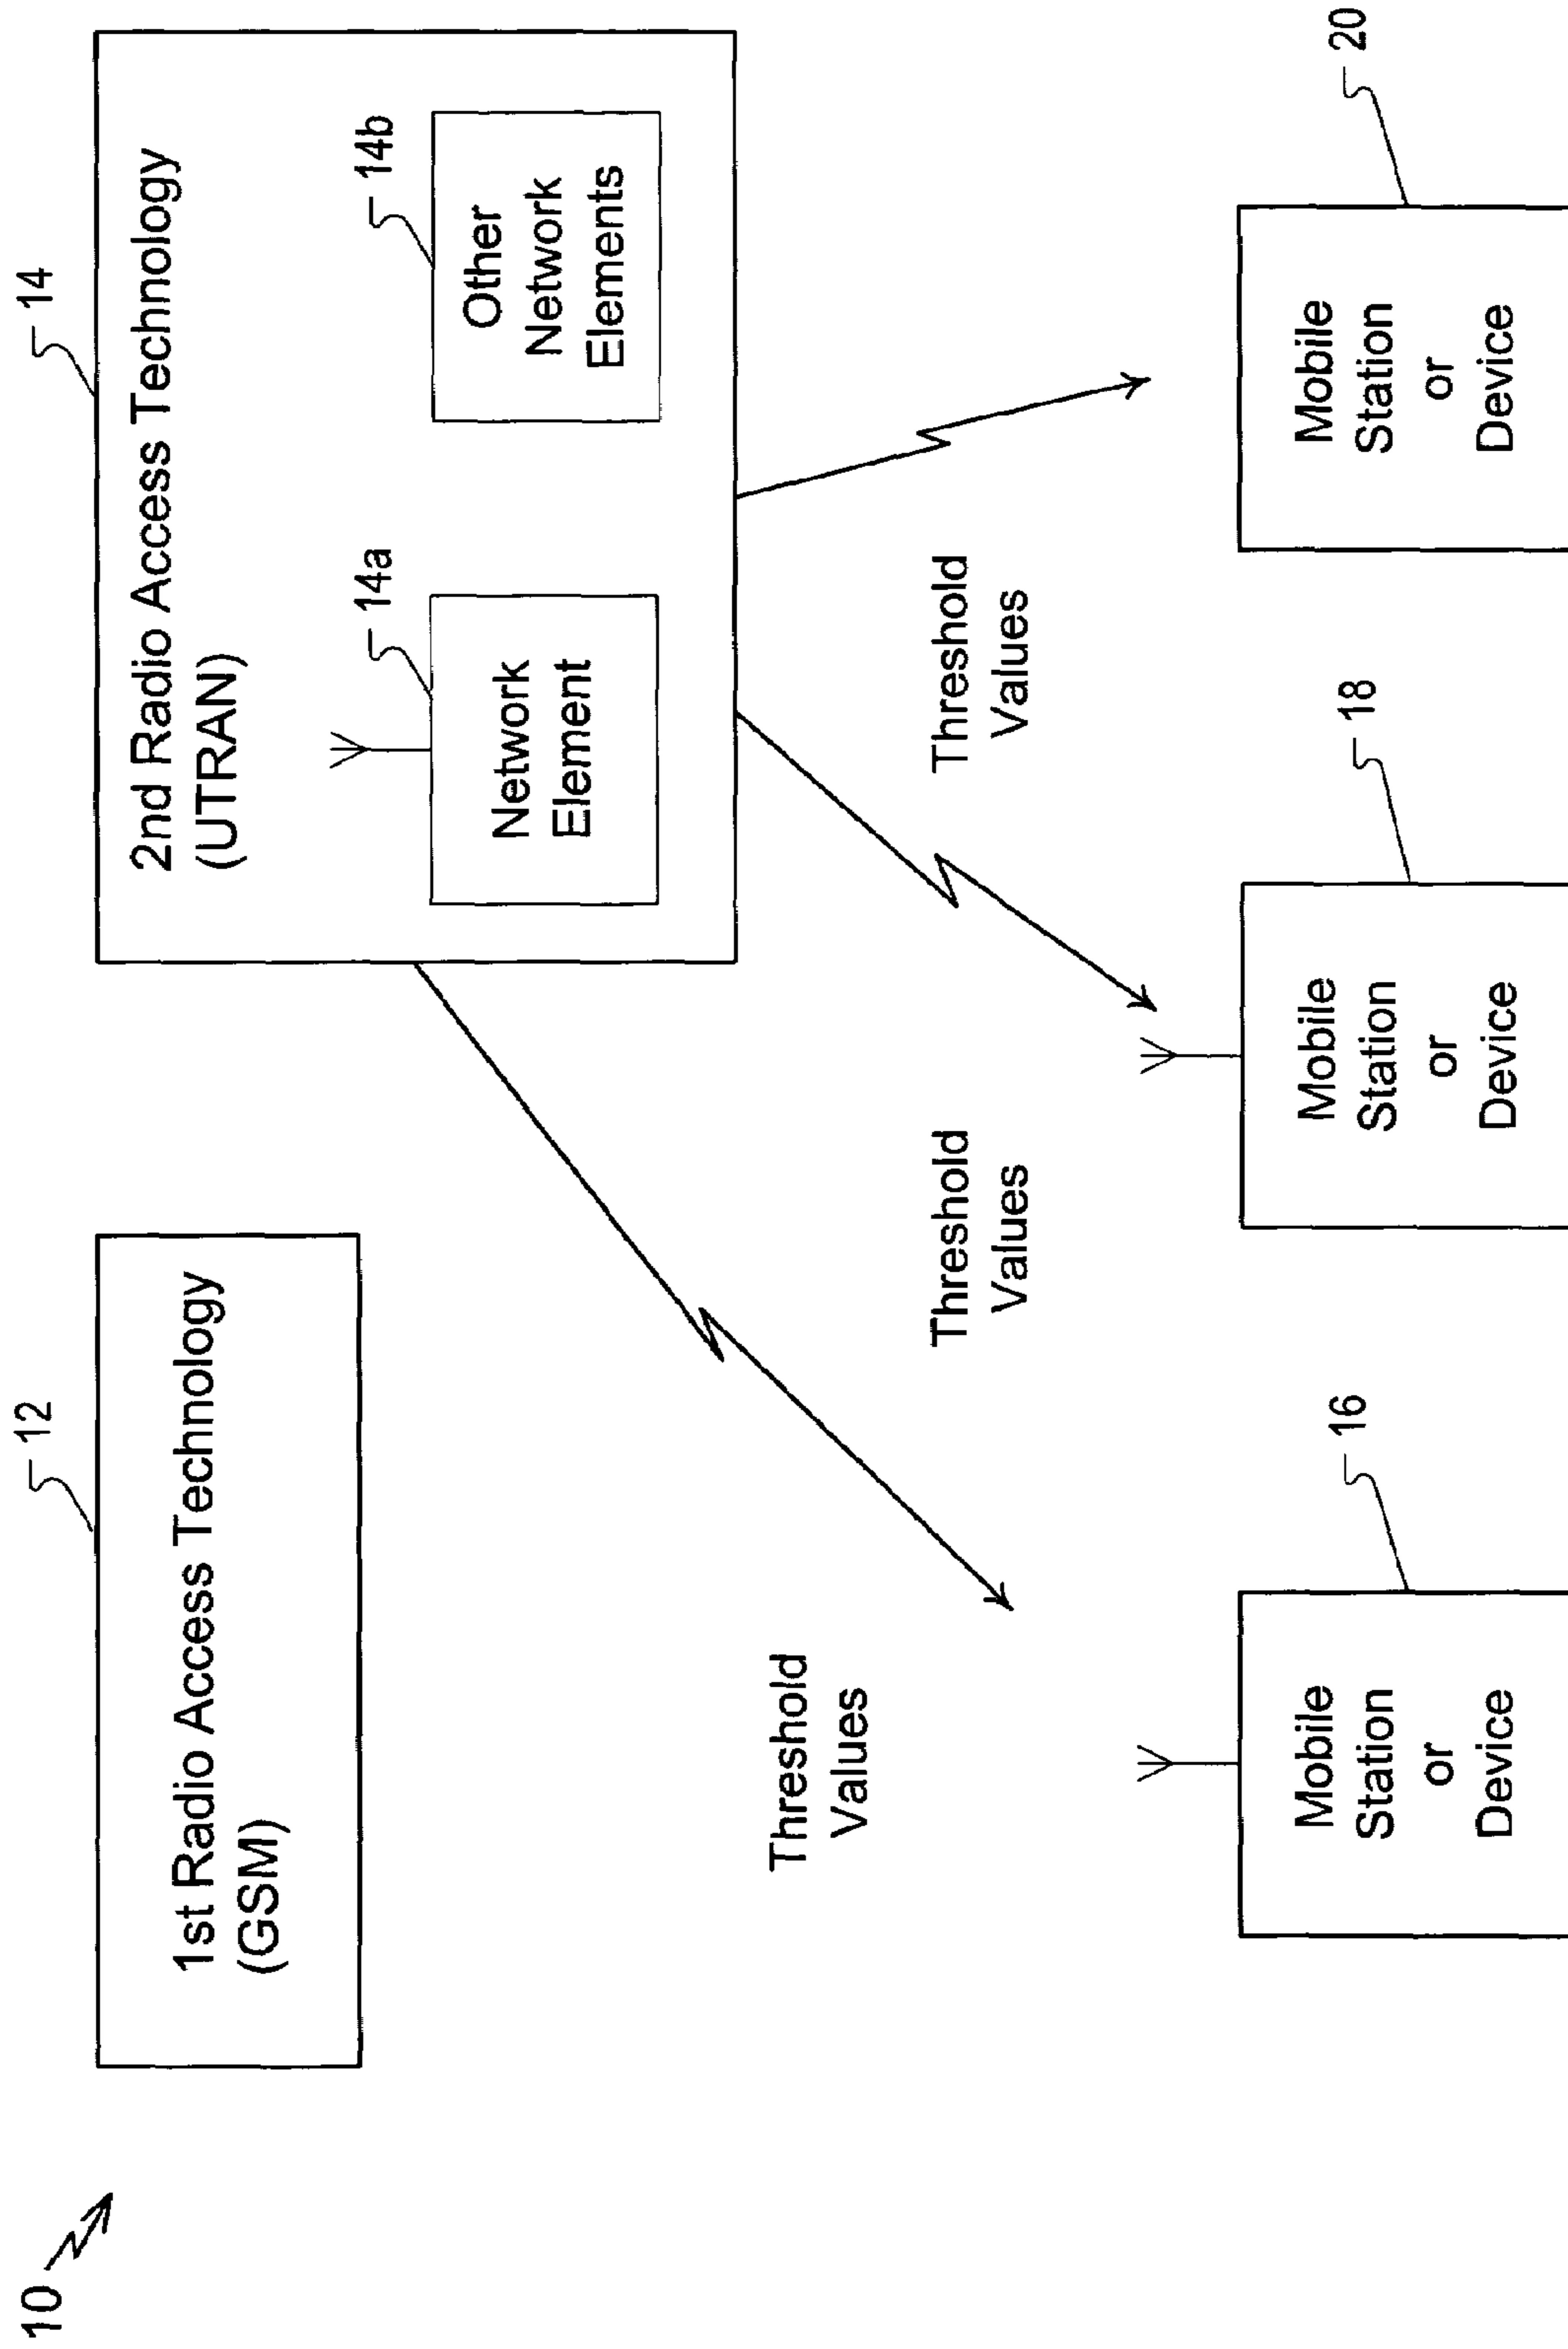 10
12
1st Radio Access Technology
(GSM)
14
2nd Radio Access Technology
(UTRAN)
14a
Network
Element
14b
Other
Network
Elements
Threshold
Values
Threshold
Values
Threshold
Values
16
Mobile
Station
or
Device
18
Mobile
Station
or
Device
20
Mobile
Station
or
Device